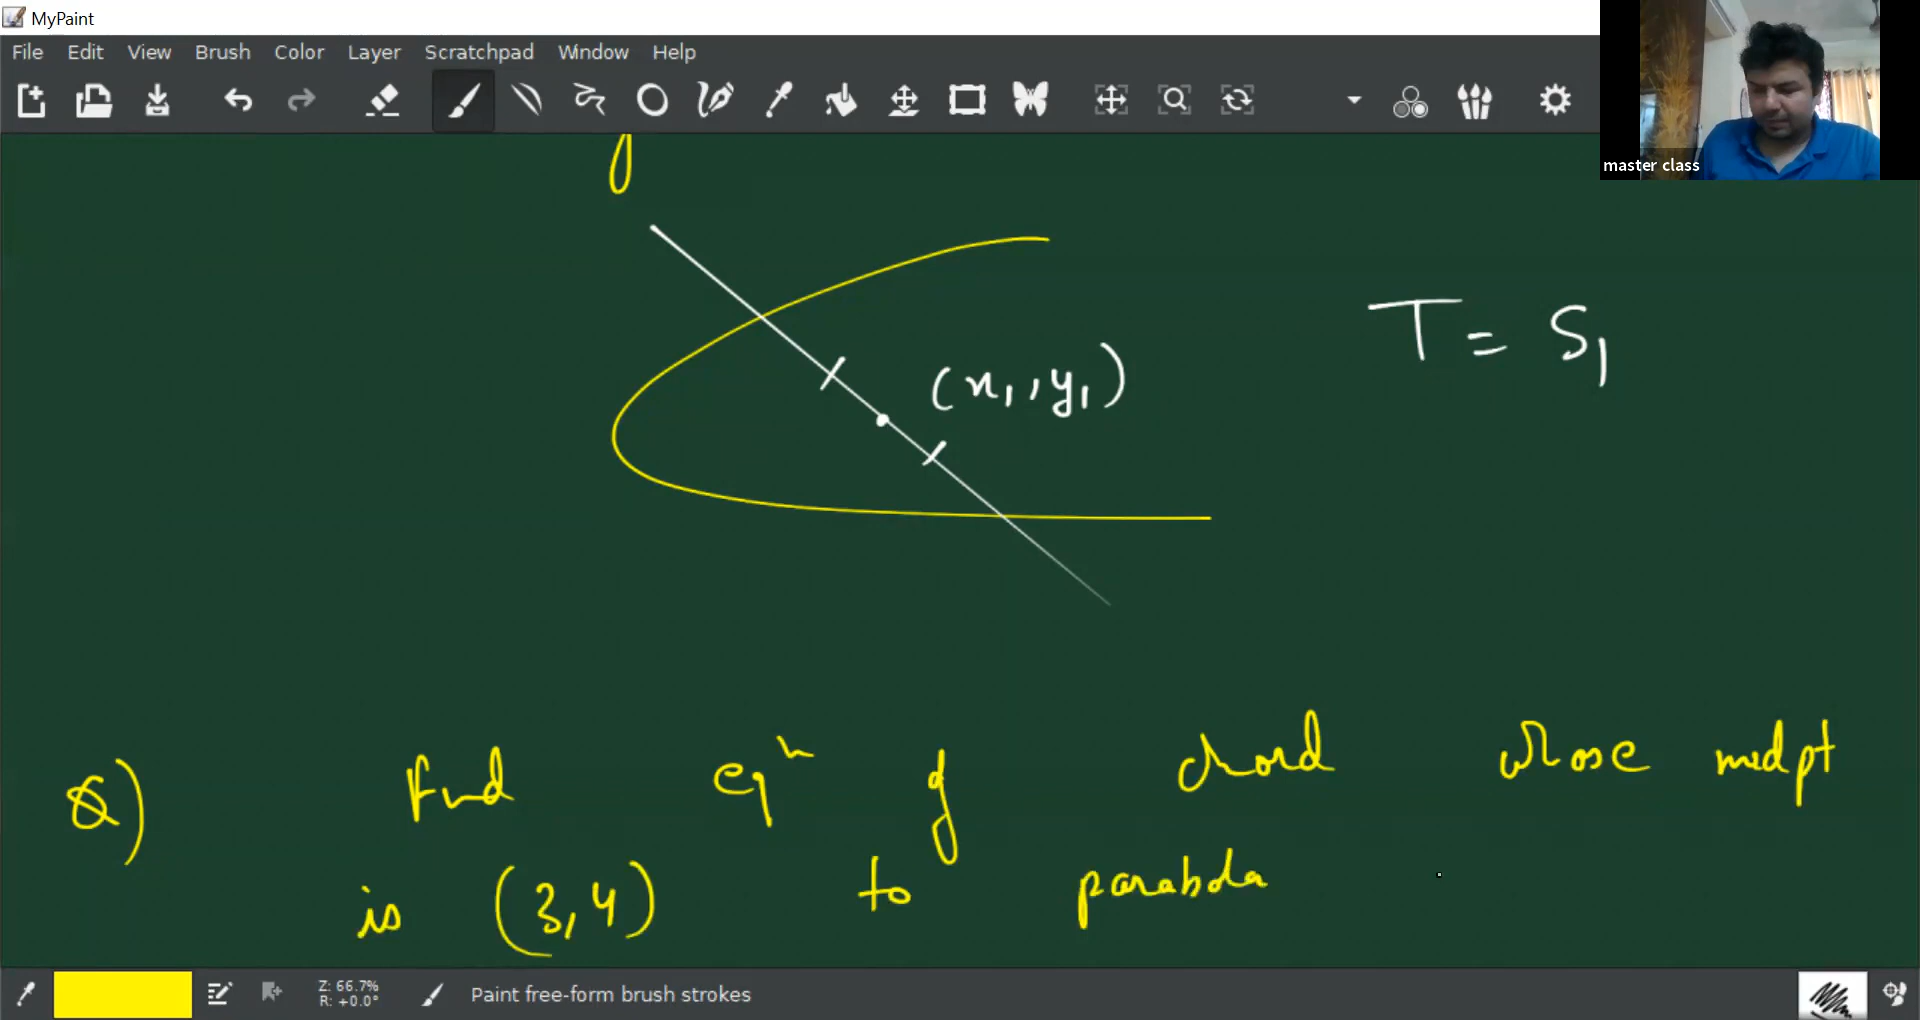 MyPaint
File Edit View Brush Color Layer Scratchpad Window Help
master class
(x₁, y₁)
T = S₁
Q) Find eqⁿ of chord whose midpt
is (3,4) to parabola
Z: 66.7%
R: +0.0°
Paint free-form brush strokes